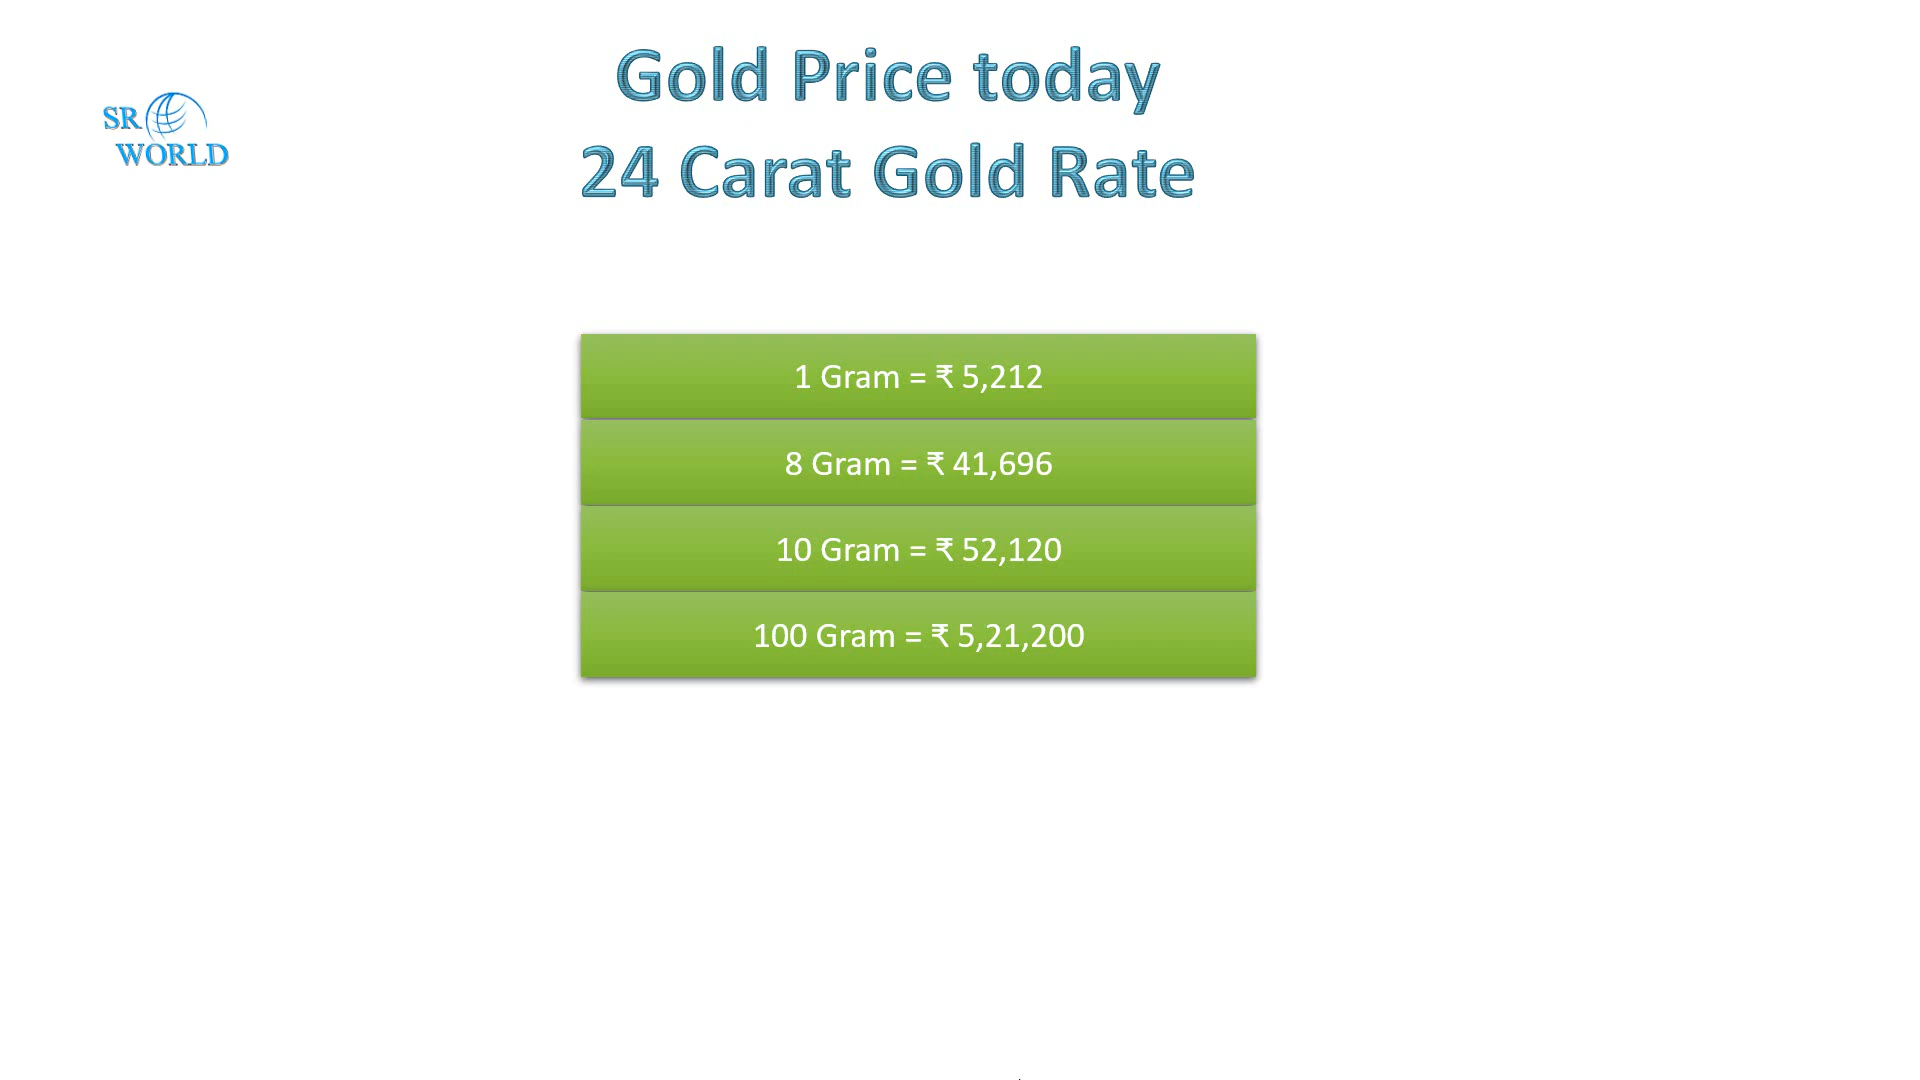 Gold Price today
24 Carat Gold Rate
SR
WORLD
1 Gram = ₹ 5,212
8 Gram = ₹ 41,696
10 Gram = ₹ 52,120
100 Gram = ₹ 5,21,200